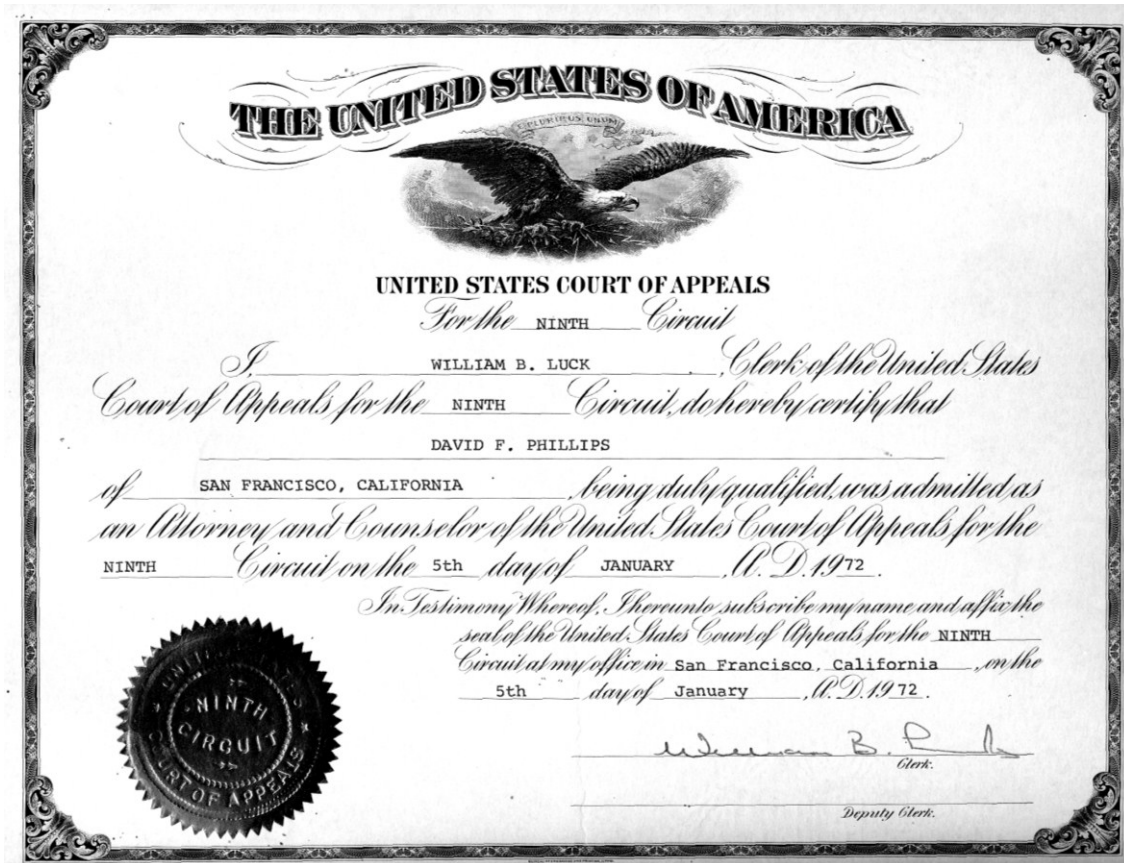 THE UNITED STATES OF AMERICA
E PLURIBUS UNUM
UNITED STATES COURT OF APPEALS
For the NINTH Circuit
I, WILLIAM B. LUCK, Clerk of the United States
Court of Appeals for the NINTH Circuit, do hereby certify that
DAVID F. PHILLIPS
of SAN FRANCISCO, CALIFORNIA, being duly qualified, was admitted as
an Attorney and Counselor of the United States Court of Appeals for the
NINTH Circuit on the 5th day of JANUARY, A.D. 1972.
In Testimony Whereof, I hereunto subscribe my name and affix the
seal of the United States Court of Appeals for the NINTH
Circuit at my office in San Francisco, California, on the
5th day of January, A.D. 1972.
William B. Luck
Clerk.
Deputy Clerk.
UNITED STATES
NINTH
CIRCUIT
COURT OF APPEALS